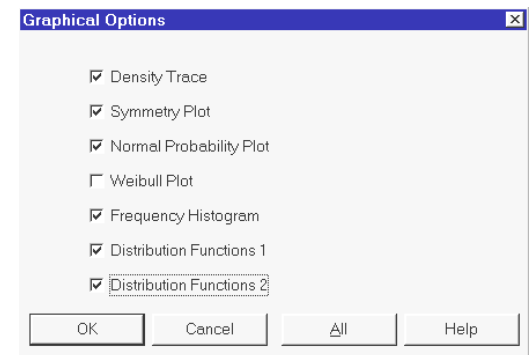 Graphical Options
Density Trace
Symmetry Plot
Normal Probability Plot
Weibull Plot
Frequency Histogram
Distribution Functions 1
Distribution Functions 2
OK Cancel All Help